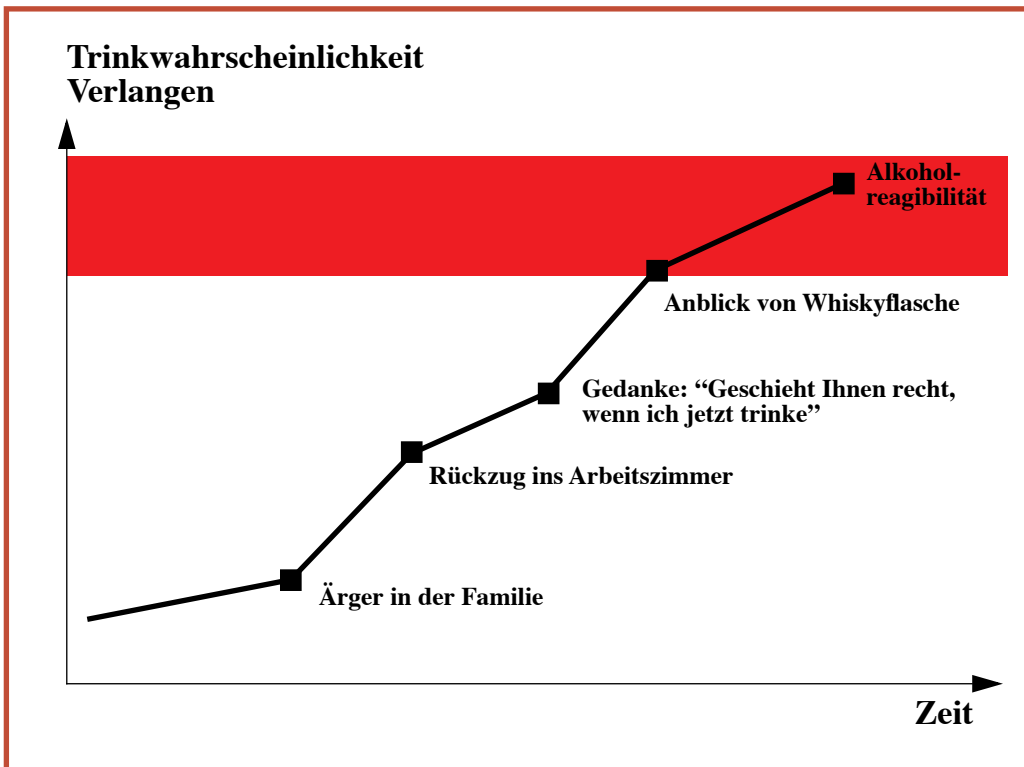 Trinkwahrscheinlichkeit
Verlangen
Alkohol-
reagibilität
Anblick von Whiskyflasche
Gedanke: “Geschieht Ihnen recht,
wenn ich jetzt trinke”
Rückzug ins Arbeitszimmer
Ärger in der Familie
Zeit